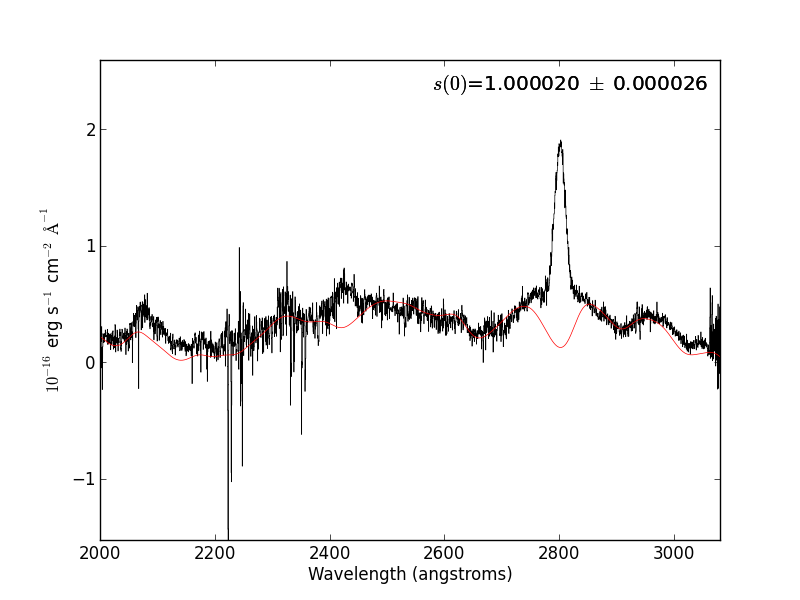 s(0)=1.000020 ± 0.000026
2
1
0
−1
10⁻¹⁶ erg s⁻¹ cm⁻² Å⁻¹
2000 2200 2400 2600 2800 3000
Wavelength (angstroms)